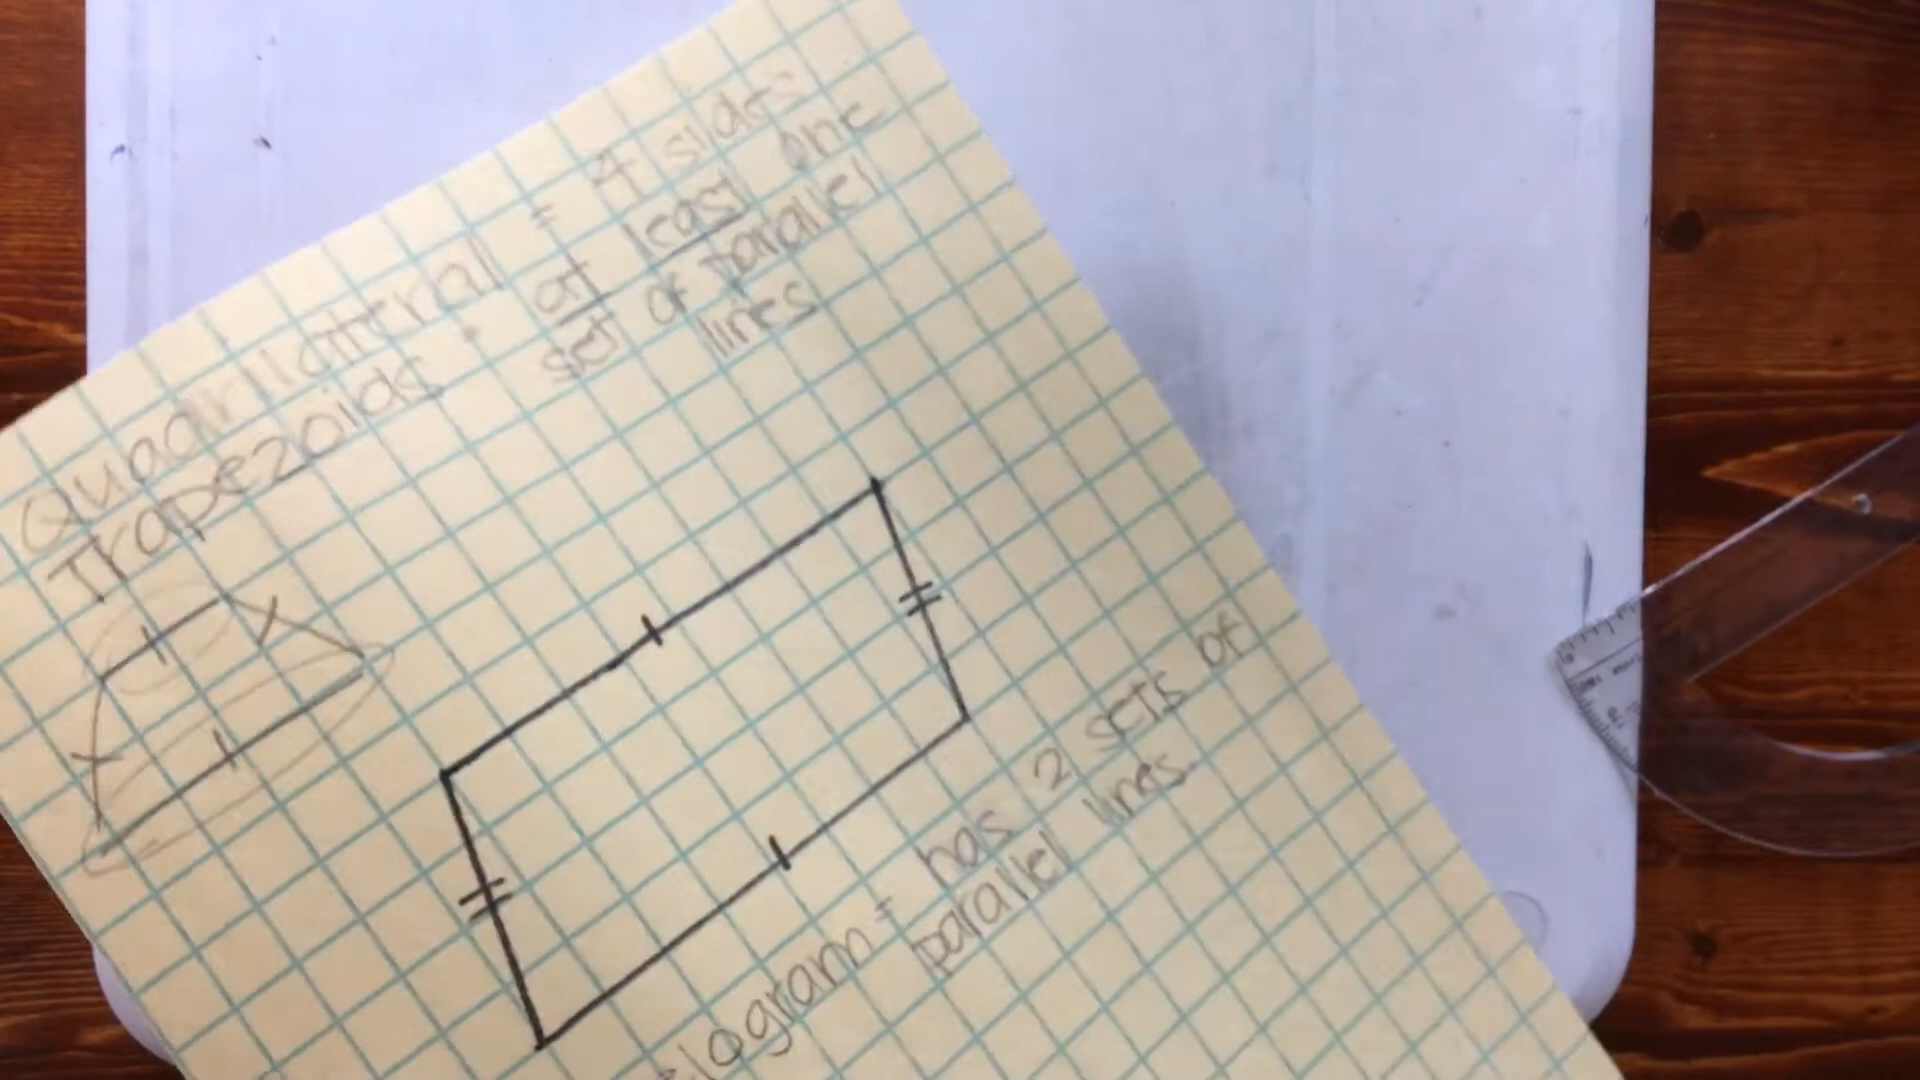 Quadrilateral = 4 sides
Trapezoids : at least one
set of parallel
lines
logram = has 2 sets of
parallel lines.